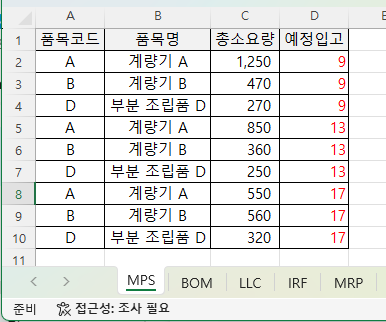 A B C D
1 품목코드 품목명 총소요량 예정입고
2 A 계량기 A 1,250 9
3 B 계량기 B 470 9
4 D 부분 조립품 D 270 9
5 A 계량기 A 850 13
6 B 계량기 B 360 13
7 D 부분 조립품 D 250 13
8 A 계량기 A 550 17
9 B 계량기 B 560 17
10 D 부분 조립품 D 320 17
11
MPS BOM LLC IRF MRP
준비 접근성: 조사 필요